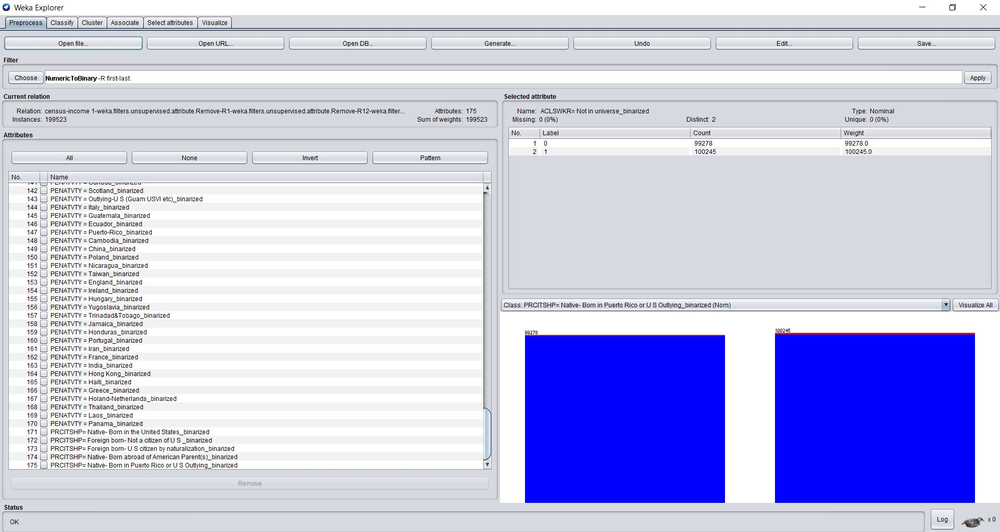 Weka Explorer
Preprocess Classify Cluster Associate Select attributes Visualize
Open file... Open URL... Open DB... Generate... Undo Edit... Save...
Filter
Choose NumericToBinary -R first-last Apply
Current relation
Relation: census-income 1-weka.filters.unsupervised.attribute.Remove-R1-weka.filters.unsupervised.attribute.Remove-R12-weka.filter... Attributes: 175
Instances: 199523 Sum of weights: 199523
Attributes
All None Invert Pattern
No. Name
141 PENATVTY = Canada_binarized
142 PENATVTY = Scotland_binarized
143 PENATVTY = Outlying-U S (Guam USVI etc)_binarized
144 PENATVTY = Italy_binarized
145 PENATVTY = Guatemala_binarized
146 PENATVTY = Ecuador_binarized
147 PENATVTY = Puerto-Rico_binarized
148 PENATVTY = Cambodia_binarized
149 PENATVTY = China_binarized
150 PENATVTY = Poland_binarized
151 PENATVTY = Nicaragua_binarized
152 PENATVTY = Taiwan_binarized
153 PENATVTY = England_binarized
154 PENATVTY = Ireland_binarized
155 PENATVTY = Hungary_binarized
156 PENATVTY = Yugoslavia_binarized
157 PENATVTY = Trinadad&Tobago_binarized
158 PENATVTY = Jamaica_binarized
159 PENATVTY = Honduras_binarized
160 PENATVTY = Portugal_binarized
161 PENATVTY = Iran_binarized
162 PENATVTY = France_binarized
163 PENATVTY = India_binarized
164 PENATVTY = Hong Kong_binarized
165 PENATVTY = Haiti_binarized
166 PENATVTY = Greece_binarized
167 PENATVTY = Holand-Netherlands_binarized
168 PENATVTY = Thailand_binarized
169 PENATVTY = Laos_binarized
170 PENATVTY = Panama_binarized
171 PRCITSHP= Native- Born in the United States_binarized
172 PRCITSHP= Foreign born- Not a citizen of U S _binarized
173 PRCITSHP= Foreign born- U S citizen by naturalization_binarized
174 PRCITSHP= Native- Born abroad of American Parent(s)_binarized
175 PRCITSHP= Native- Born in Puerto Rico or U S Outlying_binarized
Remove
Selected attribute
Name: ACLSWKR= Not in universe_binarized Type: Nominal
Missing: 0 (0%) Distinct: 2 Unique: 0 (0%)
No. Label Count Weight
1 0 99278 99278.0
2 1 100245 100245.0
Class: PRCITSHP= Native- Born in Puerto Rico or U S Outlying_binarized (Nom) Visualize All
99278 100245
Status
OK Log x 0